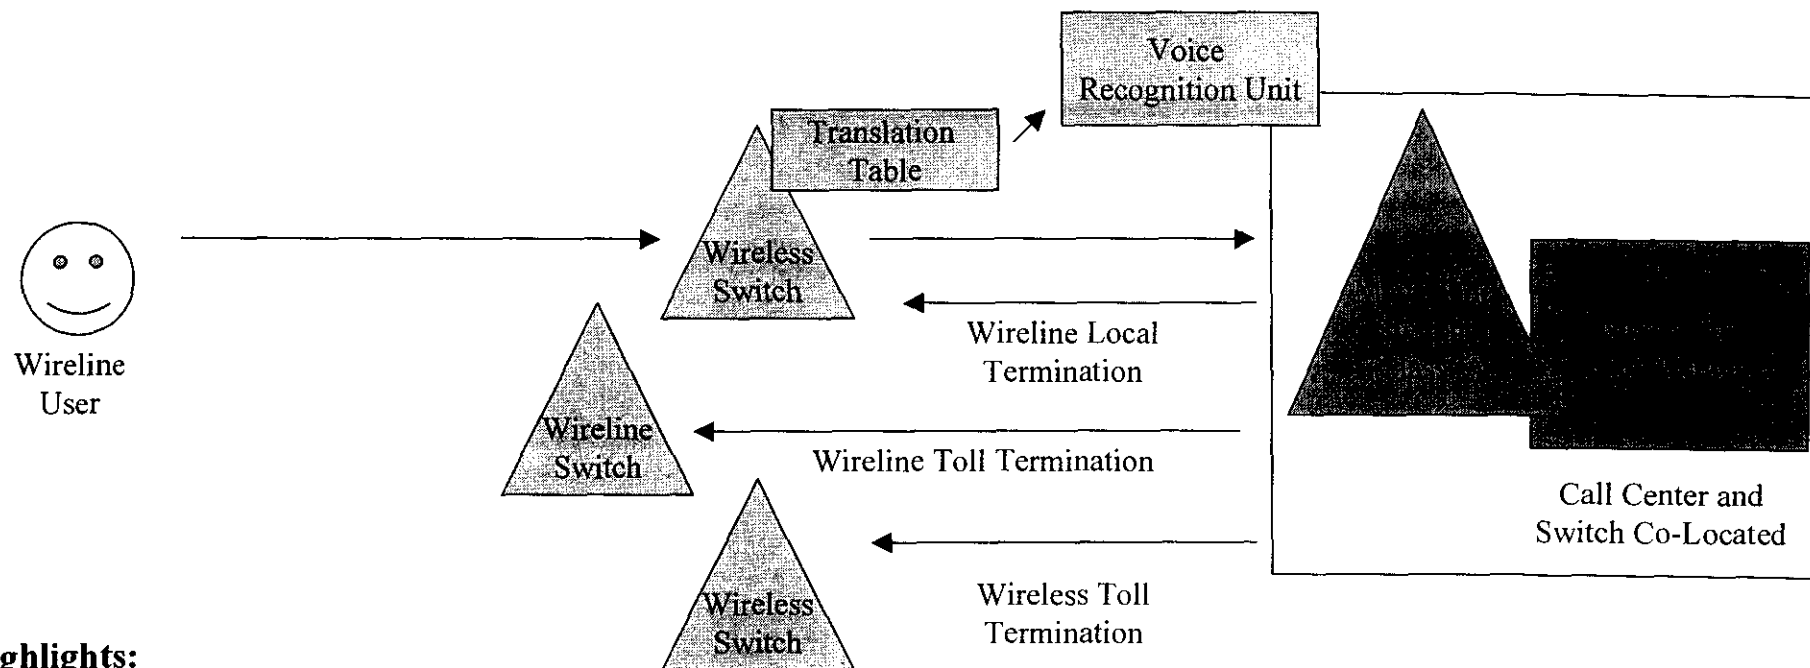 Voice
Recognition Unit
Translation
Table
Wireless
Switch
Wireline
User
Wireline Local
Termination
Wireline
Switch
Wireline Toll Termination
Call Center and
Switch Co-Located
Wireless Toll
Termination
Wireless
Switch
ghlights: